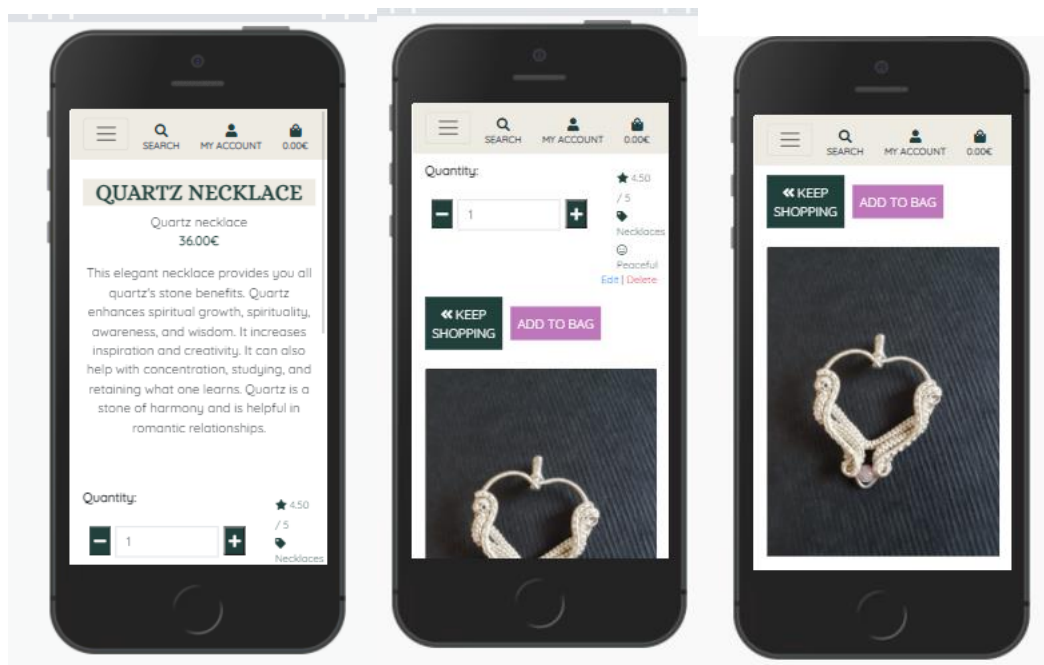 SEARCH MY ACCOUNT 0.00€
QUARTZ NECKLACE
Quartz necklace
36.00€
This elegant necklace provides you all
quartz's stone benefits. Quartz
enhances spiritual growth, spirituality,
awareness, and wisdom. It increases
inspiration and creativity. It can also
help with concentration, studying, and
retaining what one learns. Quartz is a
stone of harmony and is helpful in
romantic relationships.
Quantity:
4.50
/ 5
1
Necklaces
SEARCH MY ACCOUNT 0.00€
Quantity:
4.50
/ 5
1
Necklaces
Peaceful
Edit | Delete
KEEP
SHOPPING
ADD TO BAG
SEARCH MY ACCOUNT 0.00€
KEEP
SHOPPING
ADD TO BAG